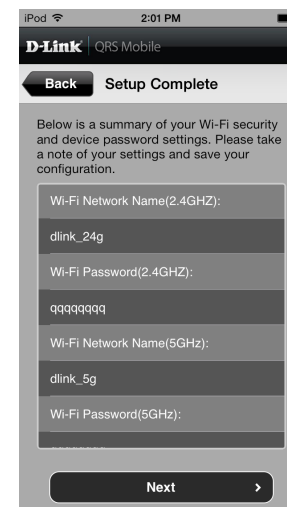 iPod 2:01 PM
D-Link QRS Mobile
Back Setup Complete
Below is a summary of your Wi-Fi security
and device password settings. Please take
a note of your settings and save your
configuration.
Wi-Fi Network Name(2.4GHZ):
dlink_24g
Wi-Fi Password(2.4GHZ):
qqqqqqqq
Wi-Fi Network Name(5GHz):
dlink_5g
Wi-Fi Password(5GHz):
Next